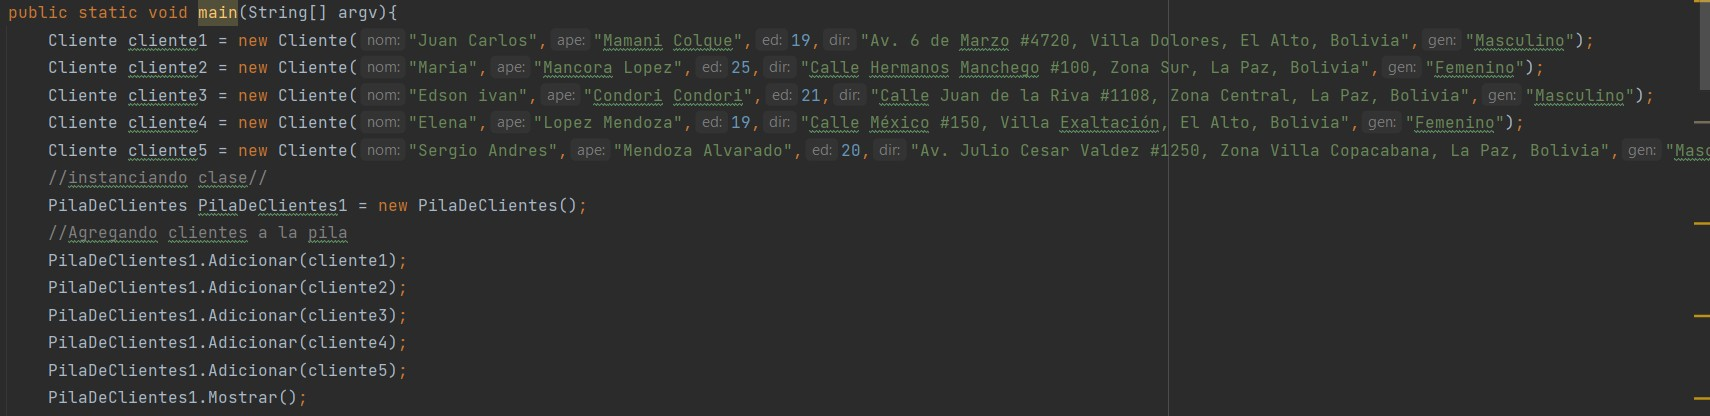 public static void main(String[] argv){
Cliente cliente1 = new Cliente( nom: "Juan Carlos", ape: "Mamani Colque", ed: 19, dir: "Av. 6 de Marzo #4720, Villa Dolores, El Alto, Bolivia", gen: "Masculino");
Cliente cliente2 = new Cliente( nom: "Maria", ape: "Mancora Lopez", ed: 25, dir: "Calle Hermanos Manchego #100, Zona Sur, La Paz, Bolivia", gen: "Femenino");
Cliente cliente3 = new Cliente( nom: "Edson ivan", ape: "Condori Condori", ed: 21, dir: "Calle Juan de la Riva #1108, Zona Central, La Paz, Bolivia", gen: "Masculino");
Cliente cliente4 = new Cliente( nom: "Elena", ape: "Lopez Mendoza", ed: 19, dir: "Calle México #150, Villa Exaltación, El Alto, Bolivia", gen: "Femenino");
Cliente cliente5 = new Cliente( nom: "Sergio Andres", ape: "Mendoza Alvarado", ed: 20, dir: "Av. Julio Cesar Valdez #1250, Zona Villa Copacabana, La Paz, Bolivia", gen: "Masc
//instanciando clase//
PilaDeClientes PilaDeClientes1 = new PilaDeClientes();
//Agregando clientes a la pila
PilaDeClientes1.Adicionar(cliente1);
PilaDeClientes1.Adicionar(cliente2);
PilaDeClientes1.Adicionar(cliente3);
PilaDeClientes1.Adicionar(cliente4);
PilaDeClientes1.Adicionar(cliente5);
PilaDeClientes1.Mostrar();